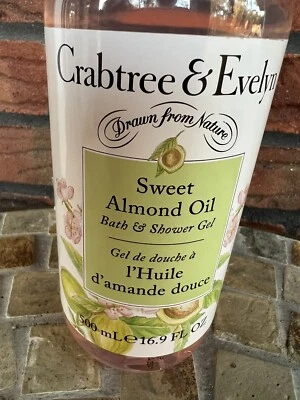 Crabtree & Evelyn
Drawn from Nature
Sweet
Almond Oil
Bath & Shower Gel
Gel de douche à
l'Huile
d'amande douce
500 mL e 16.9 FL. Oz.